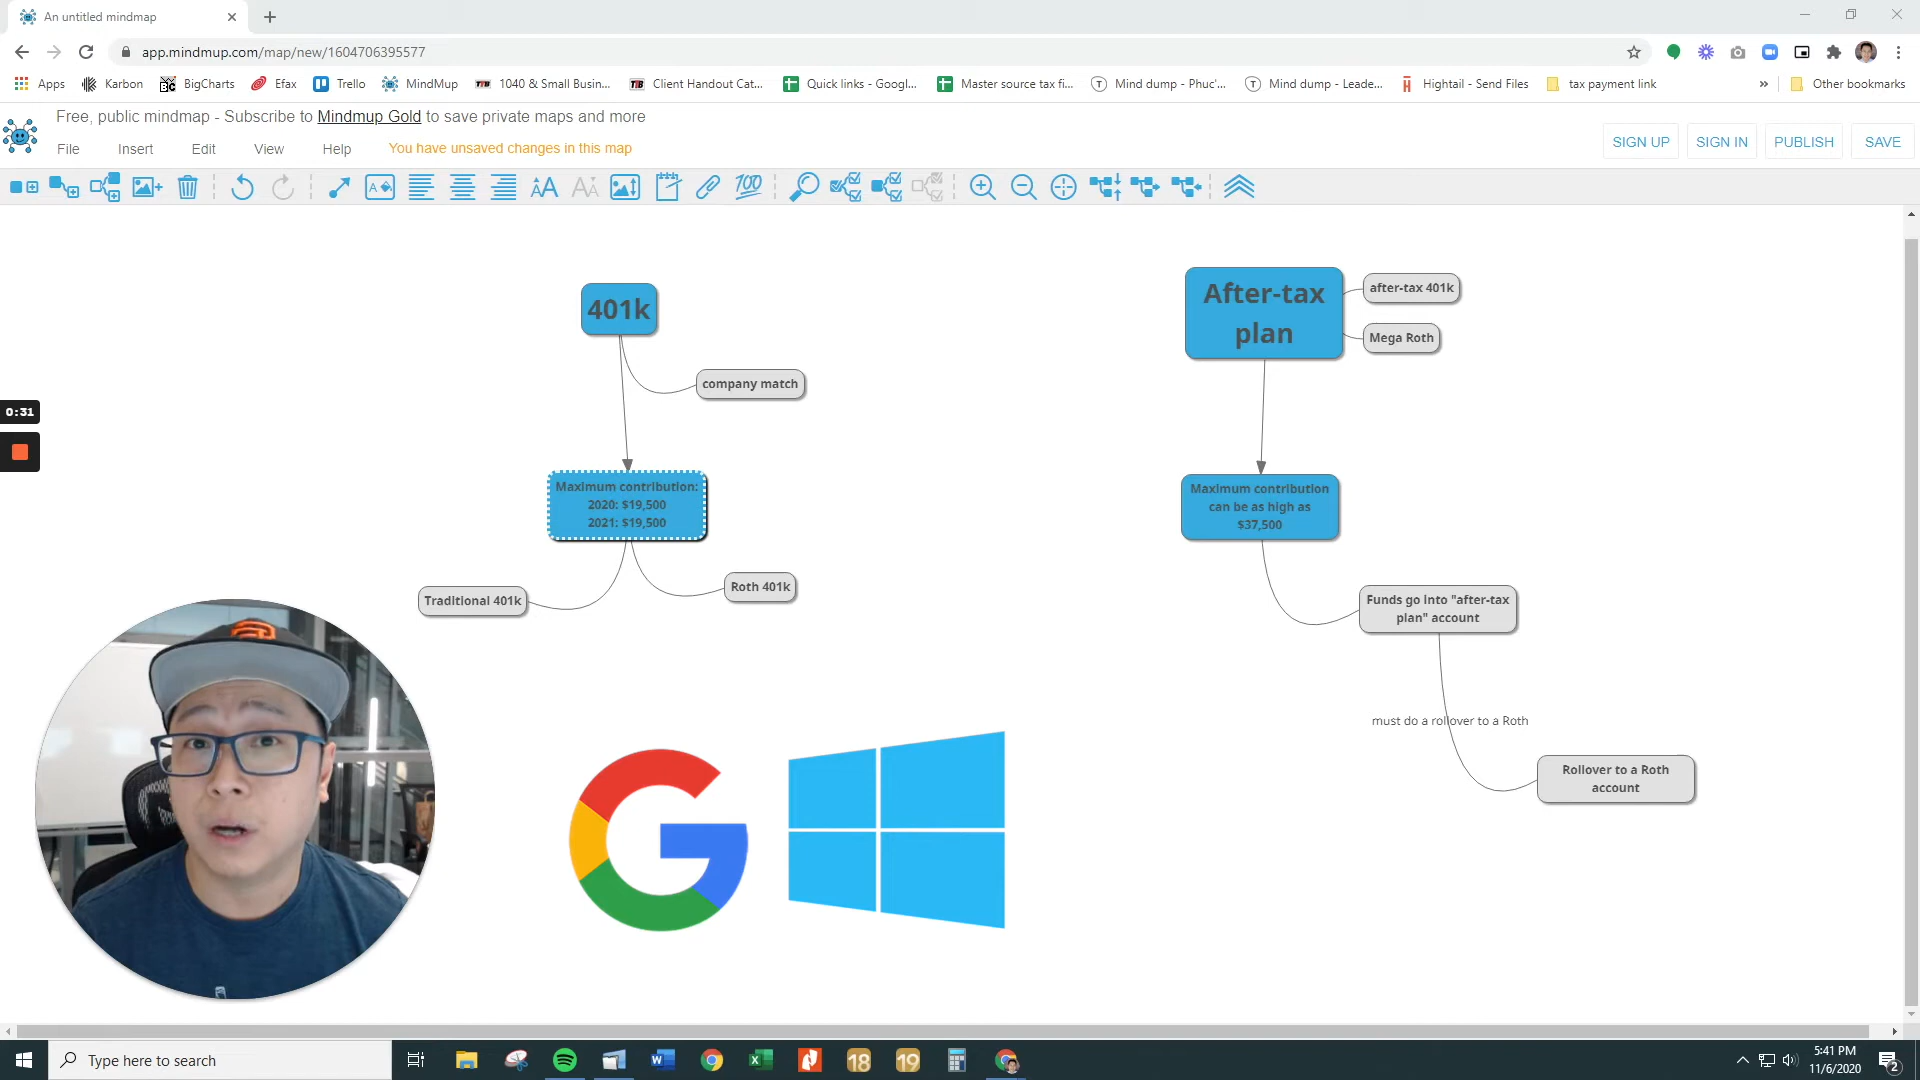 An untitled mindmap
app.mindmup.com/map/new/1604706395577
Apps
Karbon
BigCharts
Efax
Trello
MindMup
1040 & Small Busin...
Client Handout Cat...
Quick links - Googl...
Master source tax fi...
Mind dump - Phuc'...
Mind dump - Leade...
Hightail - Send Files
tax payment link
»
Other bookmarks
Free, public mindmap - Subscribe to Mindmup Gold to save private maps and more
File
Insert
Edit
View
Help
You have unsaved changes in this map
SIGN UP
SIGN IN
PUBLISH
SAVE
100
401k
company match
Maximum contribution:
2020: $19,500
2021: $19,500
Traditional 401k
Roth 401k
After-tax
plan
after-tax 401k
Mega Roth
Maximum contribution
can be as high as
$37,500
Funds go into "after-tax
plan" account
must do a rollover to a Roth
Rollover to a Roth
account
0:31
Type here to search
18
19
5:41 PM
11/6/2020
2